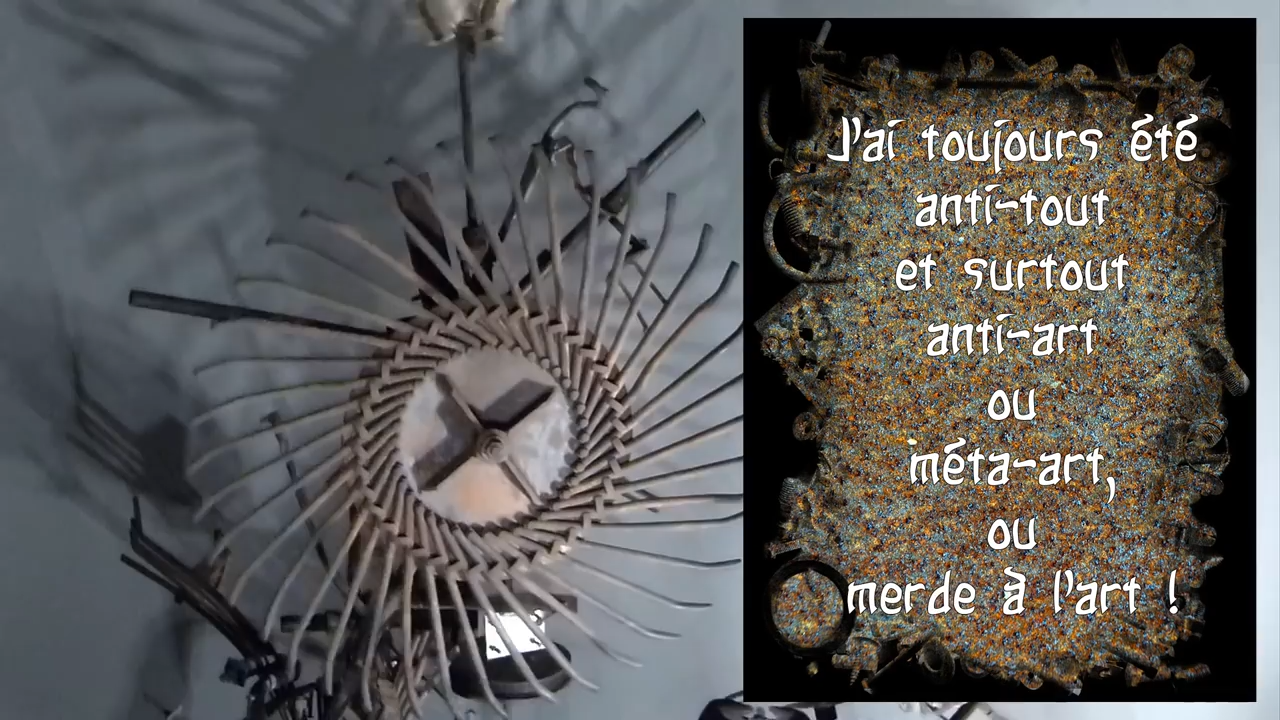 J'ai toujours été
anti-tout
et surtout
anti-art
ou
méta-art,
ou
merde à l'art !